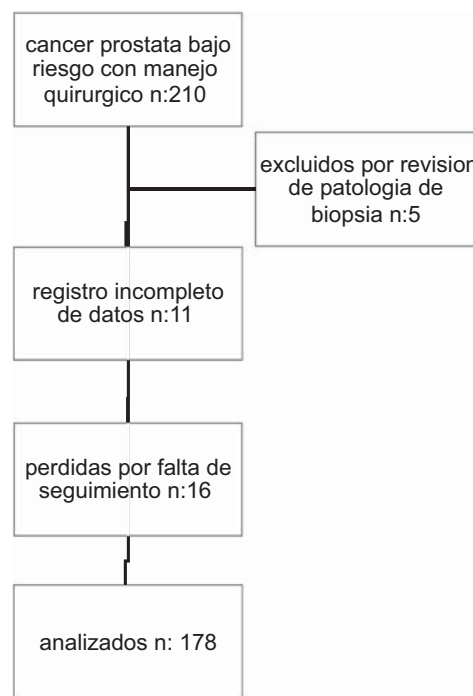 cancer prostata bajo
riesgo con manejo
quirurgico n:210
excluidos por revision
de patologia de
biopsia n:5
registro incompleto
de datos n:11
perdidas por falta de
seguimiento n:16
analizados n: 178